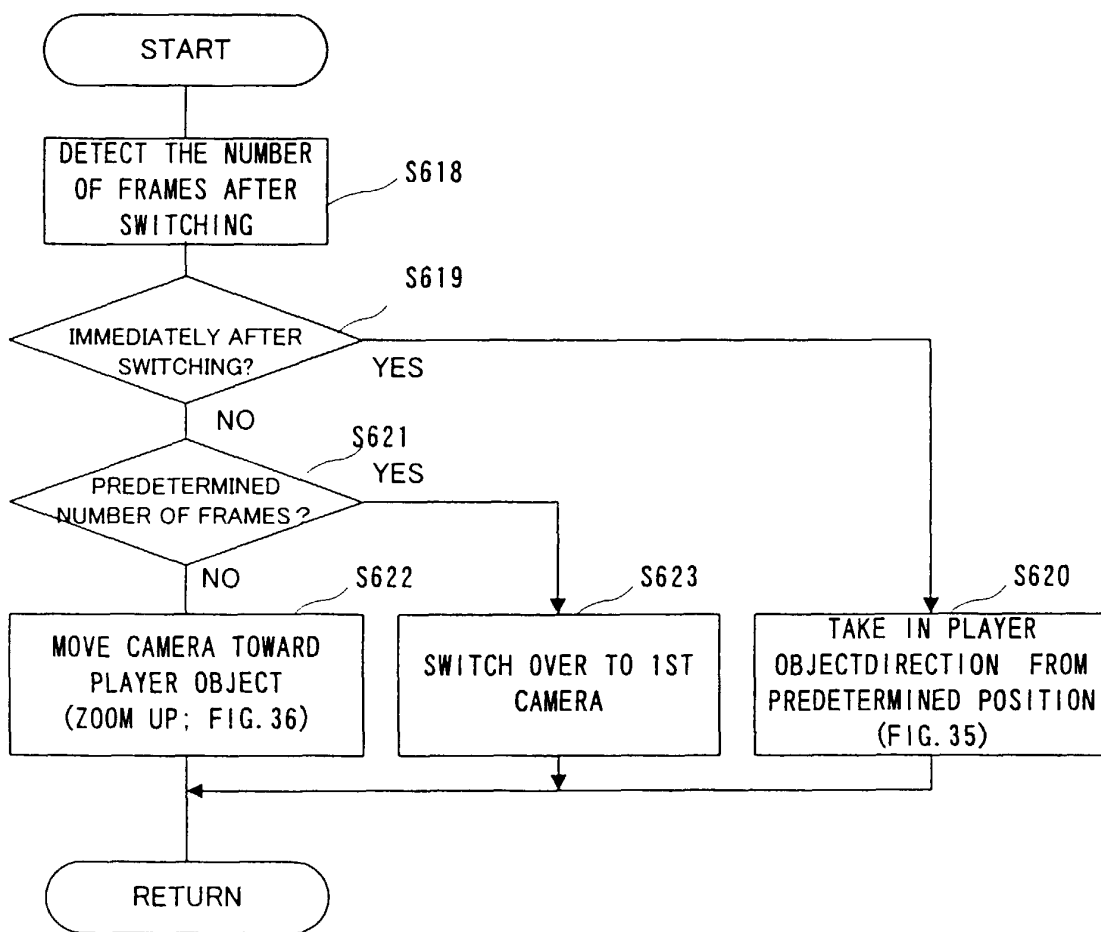 START
DETECT THE NUMBER
OF FRAMES AFTER
SWITCHING
S618
S619
IMMEDIATELY AFTER
SWITCHING?
YES
NO
S621
YES
PREDETERMINED
NUMBER OF FRAMES?
NO
S622
S623
S620
MOVE CAMERA TOWARD
PLAYER OBJECT
(ZOOM UP; FIG.36)
SWITCH OVER TO 1ST
CAMERA
TAKE IN PLAYER
OBJECTDIRECTION FROM
PREDETERMINED POSITION
(FIG.35)
RETURN